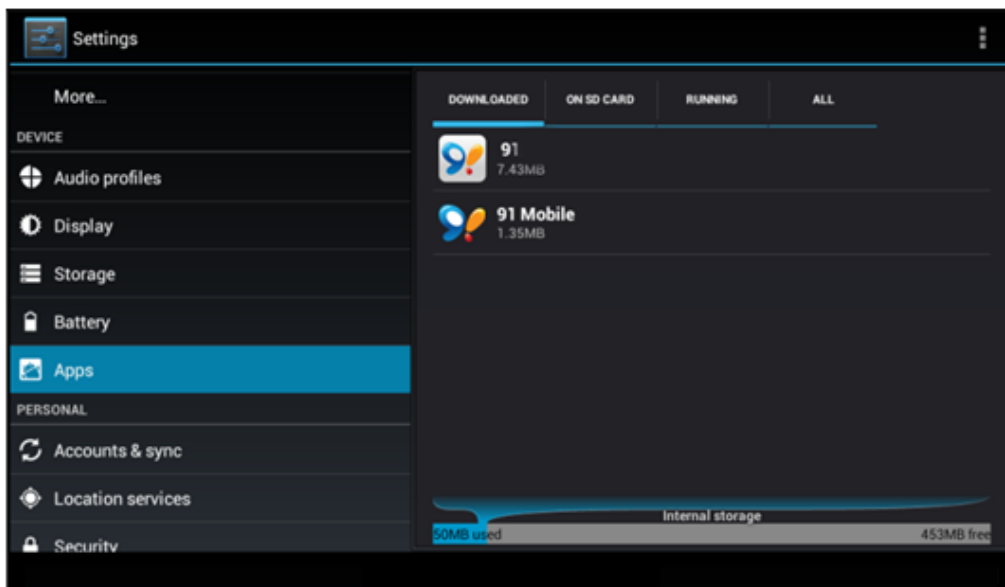 Settings
More...
DEVICE
Audio profiles
Display
Storage
Battery
Apps
PERSONAL
Accounts & sync
Location services
Security
DOWNLOADED ON SD CARD RUNNING ALL
91
7.43MB
91 Mobile
1.35MB
Internal storage
50MB used 453MB free